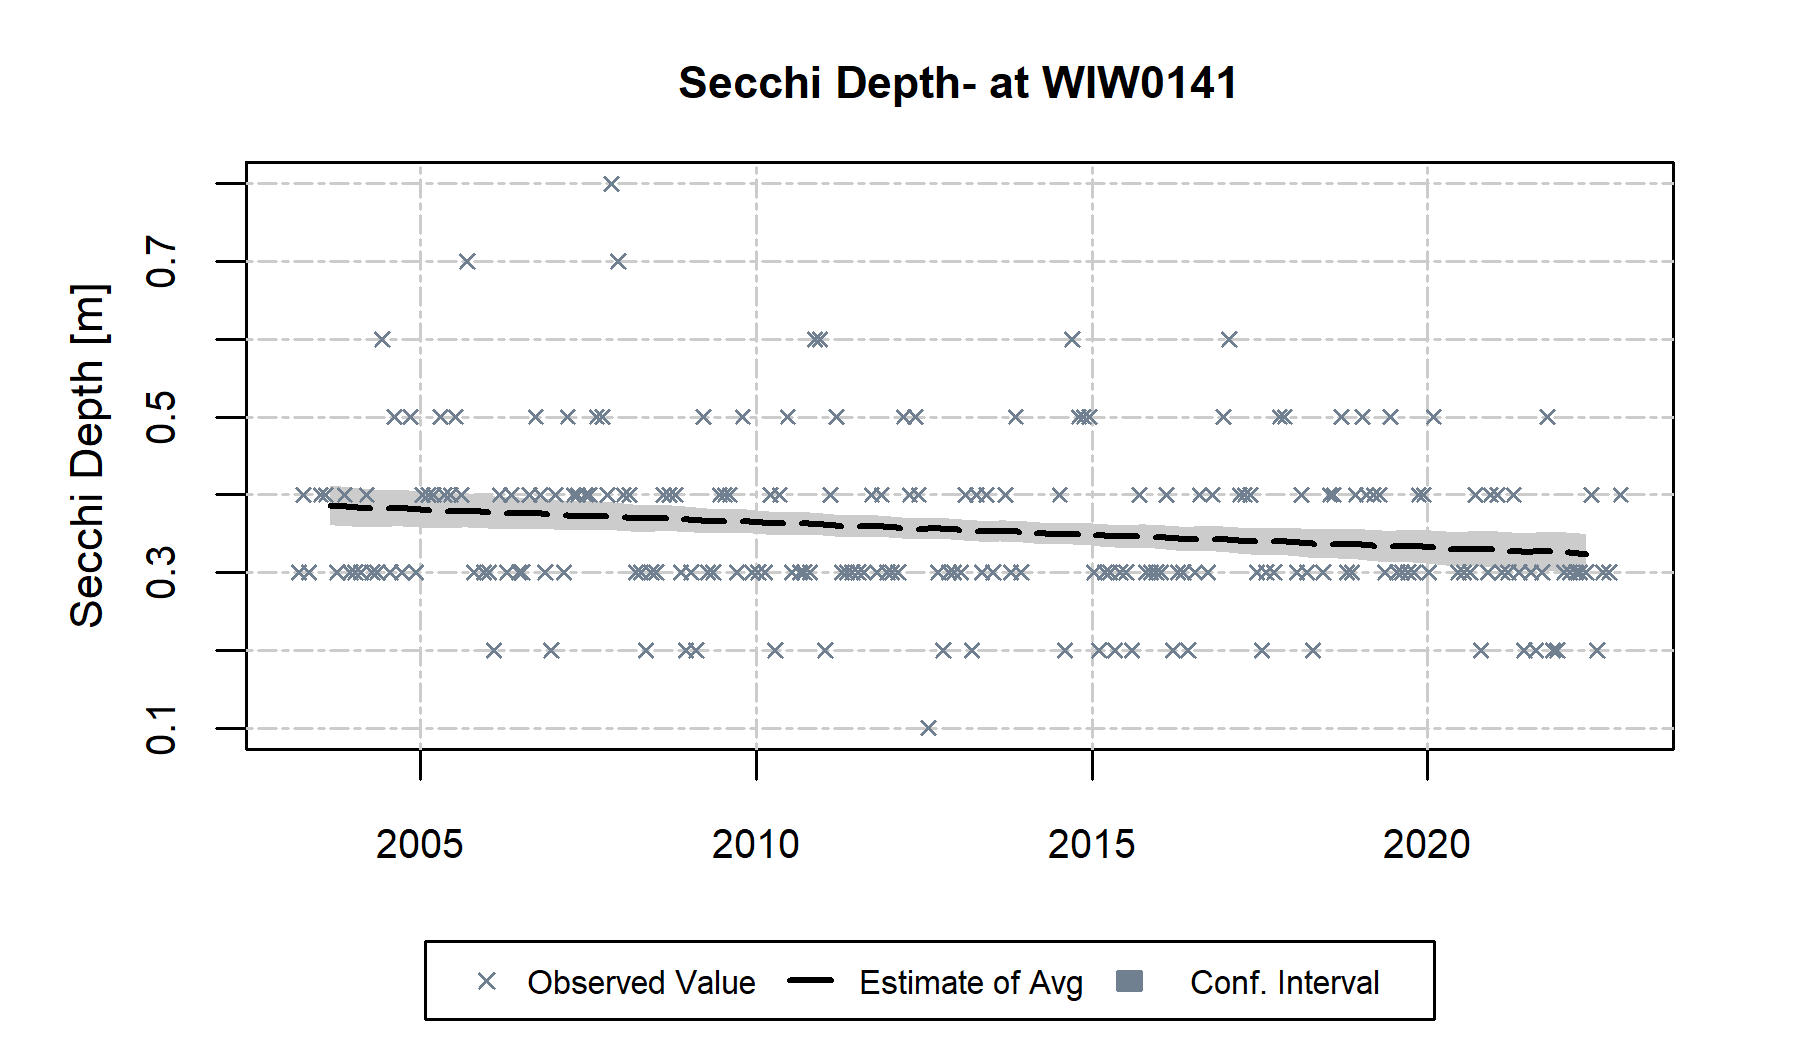 Secchi Depth- at WIW0141
Secchi Depth [m]
0.7
0.5
0.3
0.1
2005 2010 2015 2020
Observed Value Estimate of Avg Conf. Interval